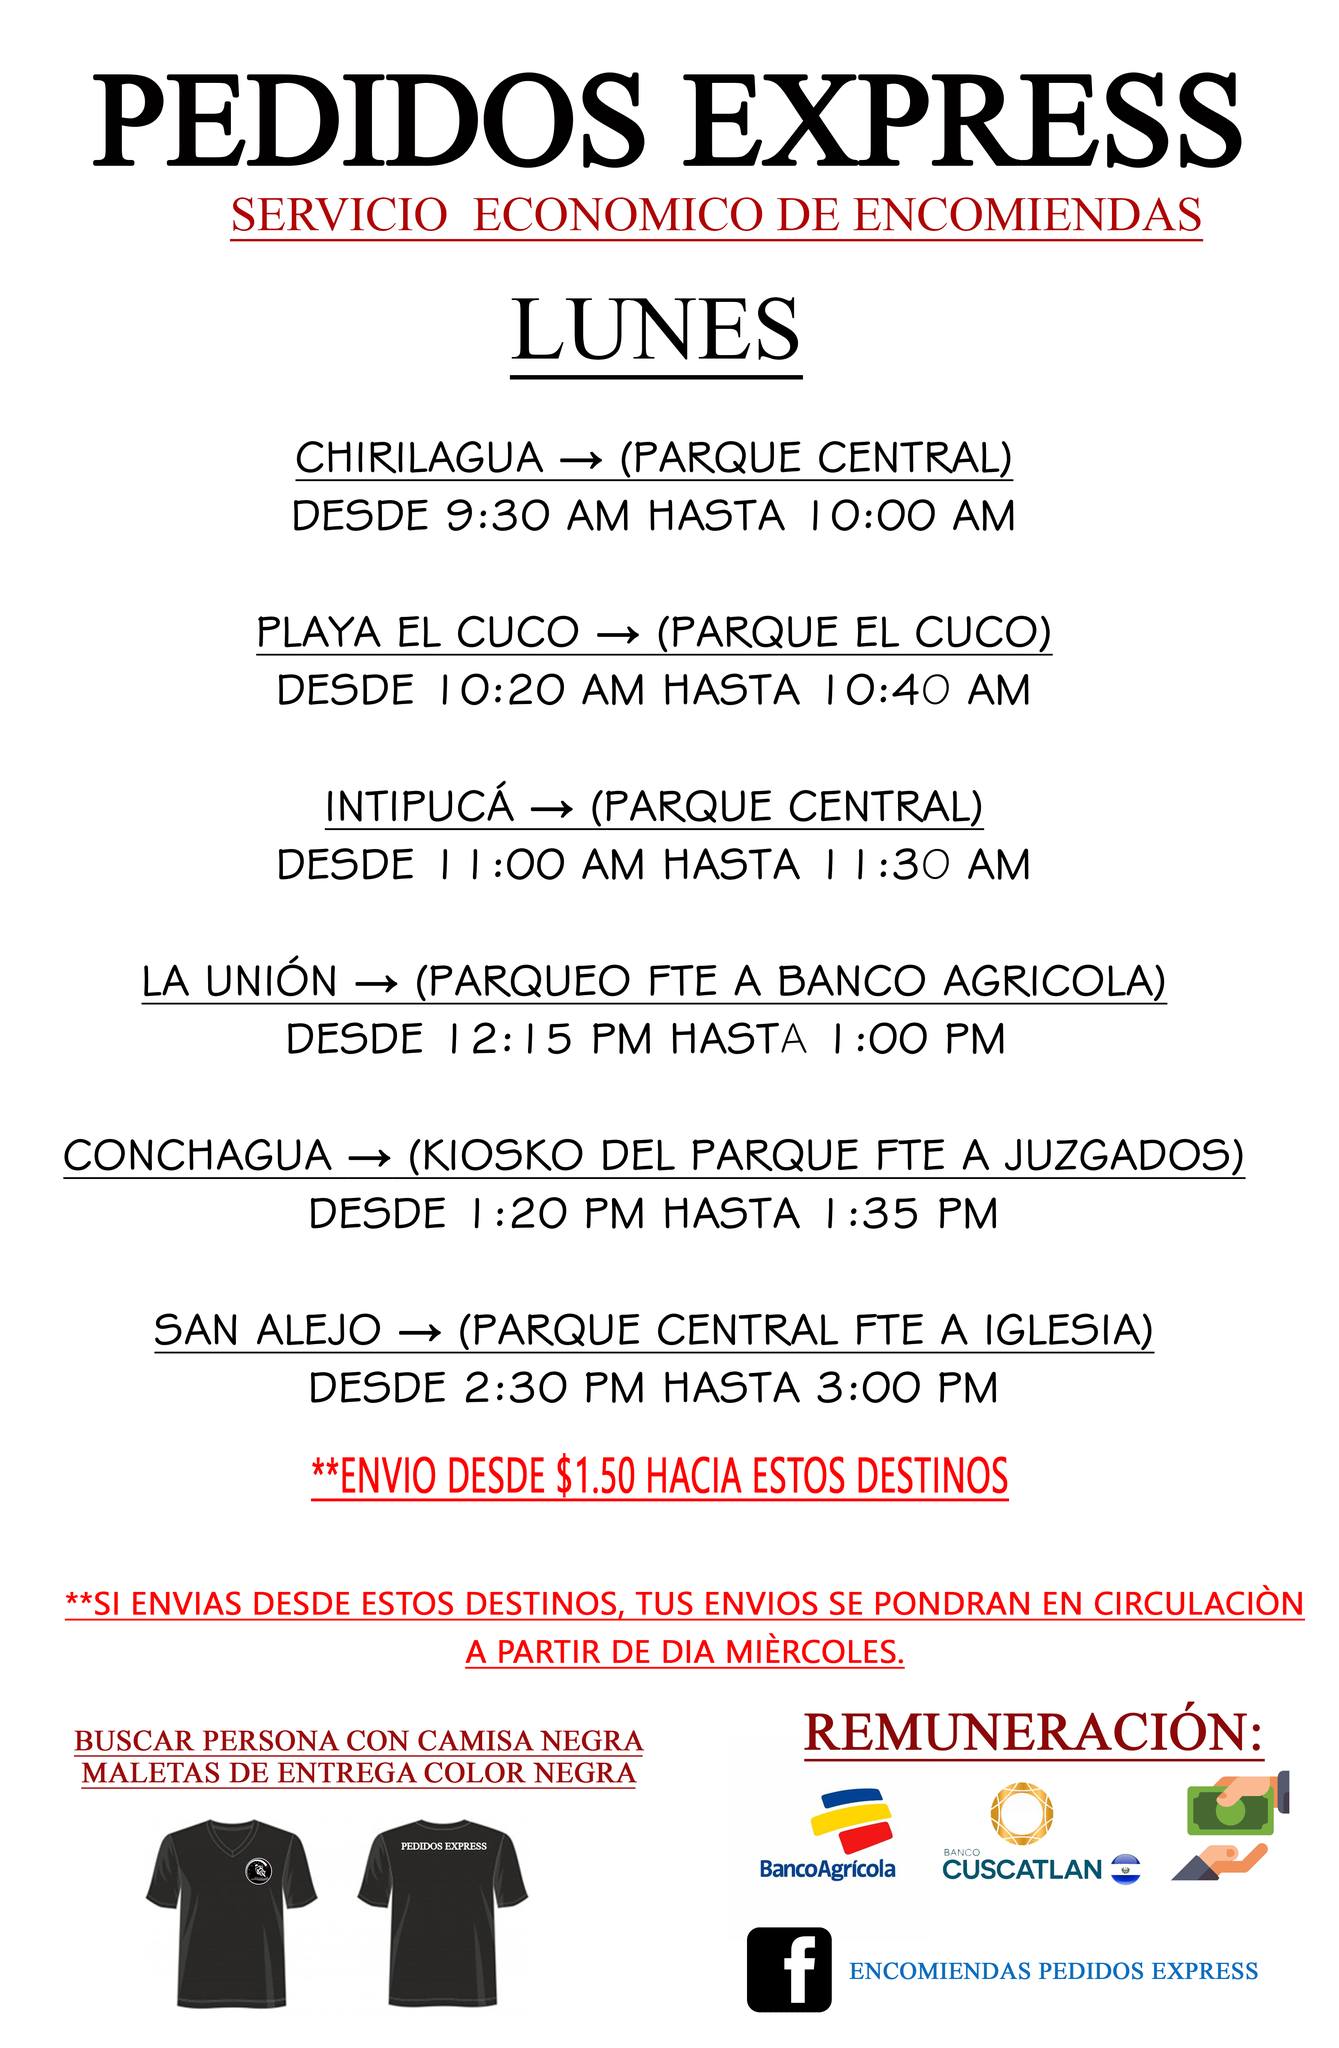 PEDIDOS EXPRESS
SERVICIO ECONOMICO DE ENCOMIENDAS
LUNES
CHIRILAGUA → (PARQUE CENTRAL)
DESDE 9:30 AM HASTA 10:00 AM
PLAYA EL CUCO → (PARQUE EL CUCO)
DESDE 10:20 AM HASTA 10:40 AM
INTIPUCÁ → (PARQUE CENTRAL)
DESDE 11:00 AM HASTA 11:30 AM
LA UNIÓN → (PARQUEO FTE A BANCO AGRICOLA)
DESDE 12:15 PM HASTA 1:00 PM
CONCHAGUA → (KIOSKO DEL PARQUE FTE A JUZGADOS)
DESDE 1:20 PM HASTA 1:35 PM
SAN ALEJO → (PARQUE CENTRAL FTE A IGLESIA)
DESDE 2:30 PM HASTA 3:00 PM
**ENVIO DESDE $1.50 HACIA ESTOS DESTINOS
**SI ENVIAS DESDE ESTOS DESTINOS, TUS ENVIOS SE PONDRAN EN CIRCULACIÒN
A PARTIR DE DIA MIÈRCOLES.
BUSCAR PERSONA CON CAMISA NEGRA
MALETAS DE ENTREGA COLOR NEGRA
PEDIDOS EXPRESS
REMUNERACIÓN:
BancoAgrícola
BANCO
CUSCATLAN
f
ENCOMIENDAS PEDIDOS EXPRESS